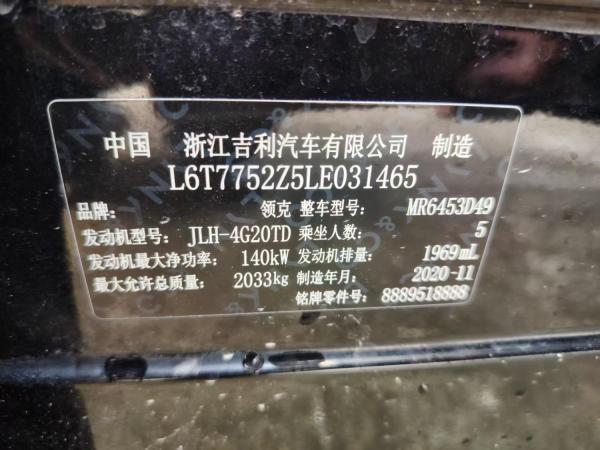 中国 浙江吉利汽车有限公司 制造
L6T7752Z5LE031465
品牌: 领克 整车型号: MR6453D49
发动机型号: JLH-4G20TD 乘坐人数: 5
发动机最大净功率: 140kW 发动机排量: 1969mL
最大允许总质量: 2033kg 制造年月: 2020-11
铭牌零件号: 8889518888